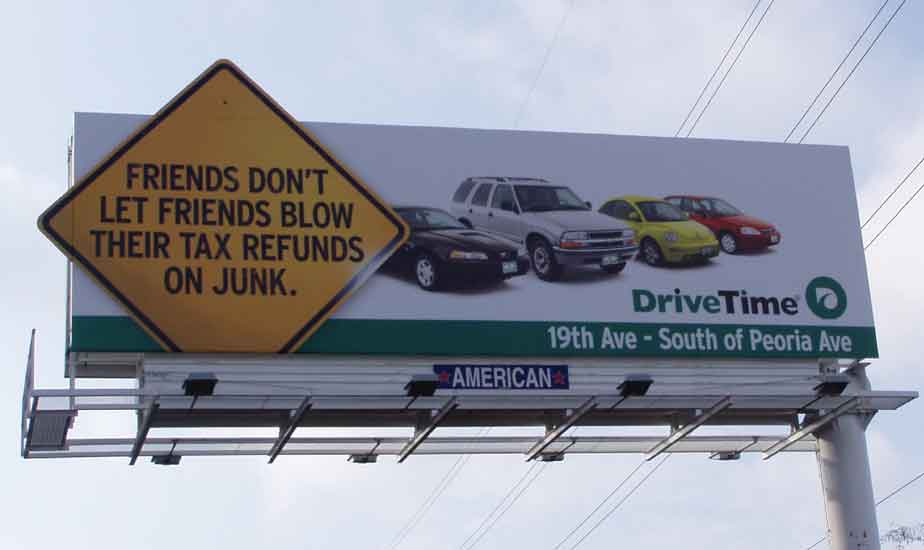 FRIENDS DON'T
LET FRIENDS BLOW
THEIR TAX REFUNDS
ON JUNK.
DriveTime
19th Ave - South of Peoria Ave
AMERICAN